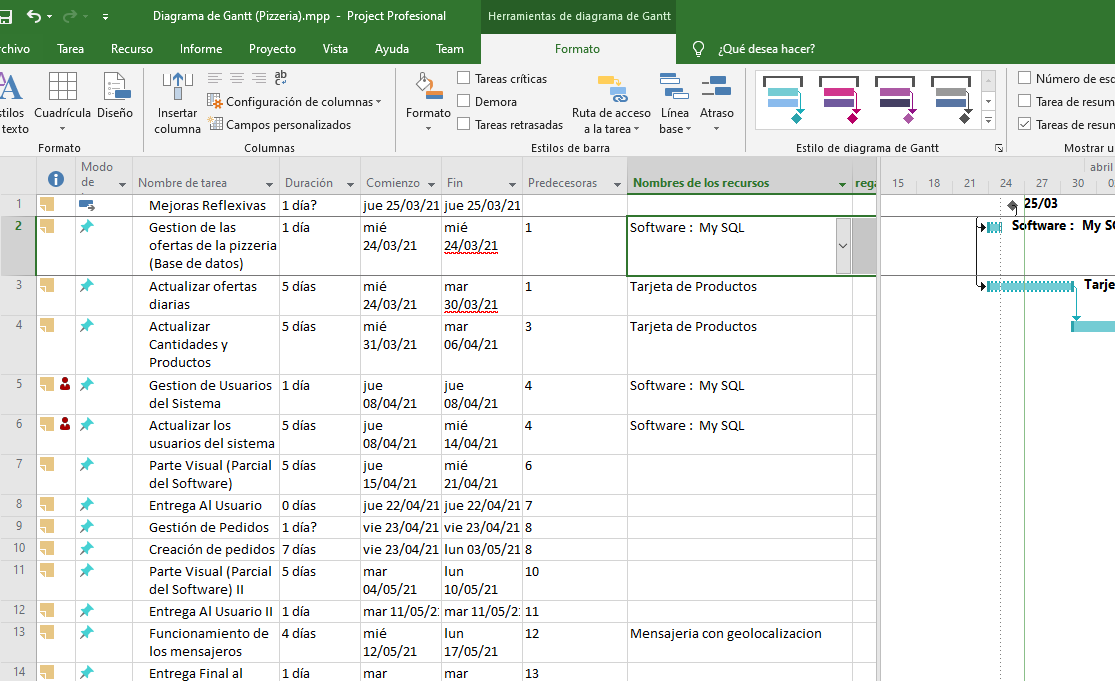 Diagrama de Gantt (Pizzeria).mpp - Project Profesional
Herramientas de diagrama de Gantt
rchivo Tarea Recurso Informe Proyecto Vista Ayuda Team Formato ¿Qué desea hacer?
tilos
texto
Cuadrícula
Diseño
Formato
Insertar
columna
ab
Configuración de columnas
Campos personalizados
Columnas
Formato
Tareas críticas
Demora
Tareas retrasadas
Ruta de acceso
a la tarea
Línea
base
Atraso
Estilos de barra
Estilo de diagrama de Gantt
Número de esc
Tarea de resum
Tareas de resur
Mostrar u
Modo
de
Nombre de tarea
Duración
Comienzo
Fin
Predecesoras
Nombres de los recursos
rega
abril
15 18 21 24 27 30 0
1 Mejoras Reflexivas 1 día? jue 25/03/21 jue 25/03/21
25/03
2 Gestion de las 1 día mié mié 1 Software : My SQL
ofertas de la pizzeria 24/03/21 24/03/21
(Base de datos)
Software : My SQ
3 Actualizar ofertas 5 días mié mar 1 Tarjeta de Productos
diarias 24/03/21 30/03/21
Tarje
4 Actualizar 5 días mié mar 3 Tarjeta de Productos
Cantidades y 31/03/21 06/04/21
Productos
5 Gestion de Usuarios 1 día jue jue 4 Software : My SQL
del Sistema 08/04/21 08/04/21
6 Actualizar los 5 días jue mié 4 Software : My SQL
usuarios del sistema 08/04/21 14/04/21
7 Parte Visual (Parcial 5 días jue mié 6
del Software) 15/04/21 21/04/21
8 Entrega Al Usuario 0 días jue 22/04/21 jue 22/04/21 7
9 Gestión de Pedidos 1 día? vie 23/04/21 vie 23/04/21 8
10 Creación de pedidos 7 días vie 23/04/21 lun 03/05/21 8
11 Parte Visual (Parcial 5 días mar lun 10
del Software) II 04/05/21 10/05/21
12 Entrega Al Usuario II 1 día mar 11/05/2 mar 11/05/2 11
13 Funcionamiento de 4 días mié lun 12 Mensajeria con geolocalizacion
los mensajeros 12/05/21 17/05/21
14 Entrega Final al 1 día mar mar 13